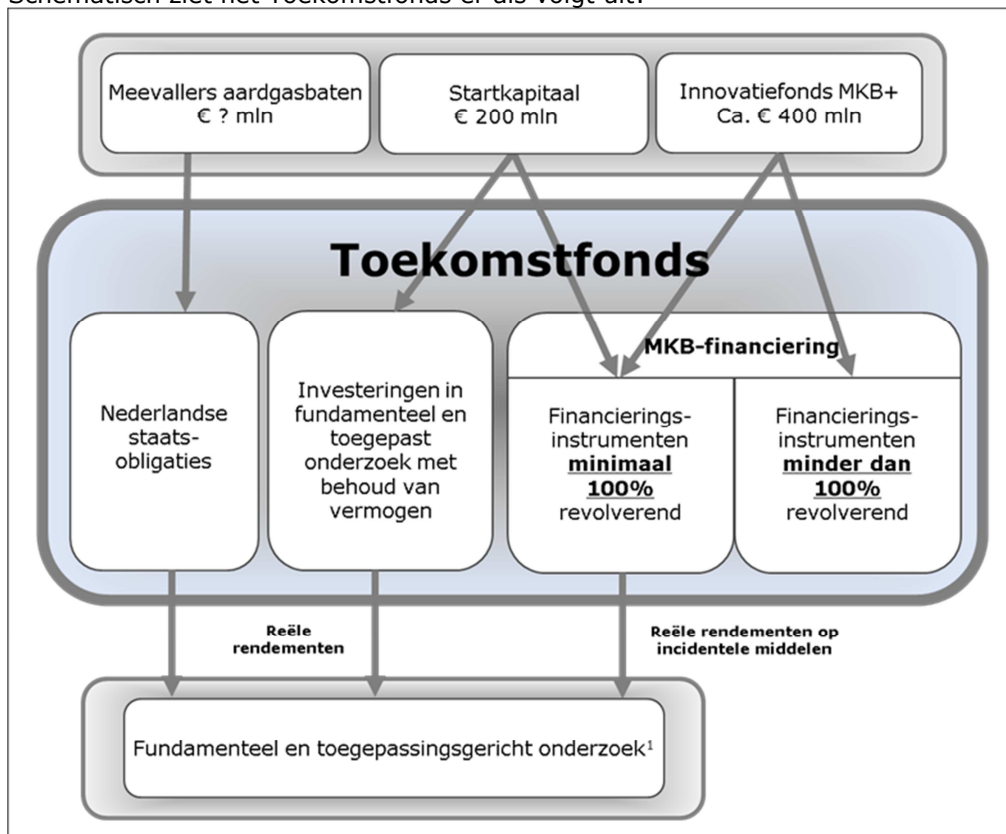 Schematisch ziet het Toekomstfonds er als volgt uit:
Meevallers aardgasbaten
€ ? mln
Startkapitaal
€ 200 mln
Innovatiefonds MKB+
Ca. € 400 mln
Toekomstfonds
Nederlandse
staats-
obligaties
Investeringen in
fundamenteel en
toegepast
onderzoek met
behoud van
vermogen
MKB-financiering
Financierings-
instrumenten
minimaal
100%
revolverend
Financierings-
instrumenten
minder dan
100%
revolverend
Reële
rendementen
Reële rendementen op
incidentele middelen
Fundamenteel en toegepassingsgericht onderzoek¹